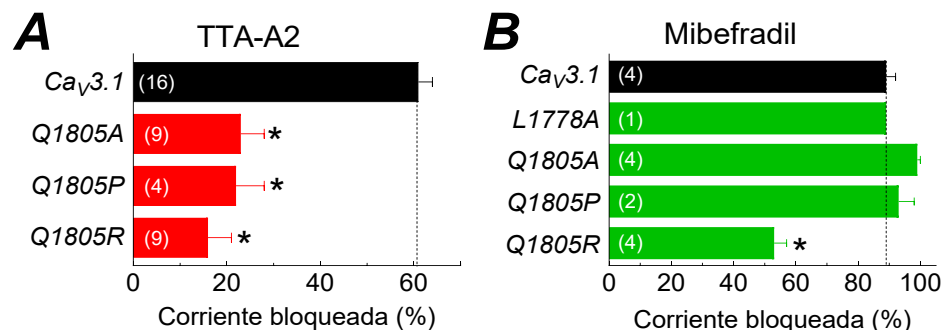 A
TTA-A2
CaV3.1
(16)
Q1805A
(9)
*
Q1805P
(4)
*
Q1805R
(9)
*
0
20
40
60
Corriente bloqueada (%)
B
Mibefradil
CaV3.1
(4)
L1778A
(1)
Q1805A
(4)
Q1805P
(2)
Q1805R
(4)
*
0
20
40
60
80
100
Corriente bloqueada (%)